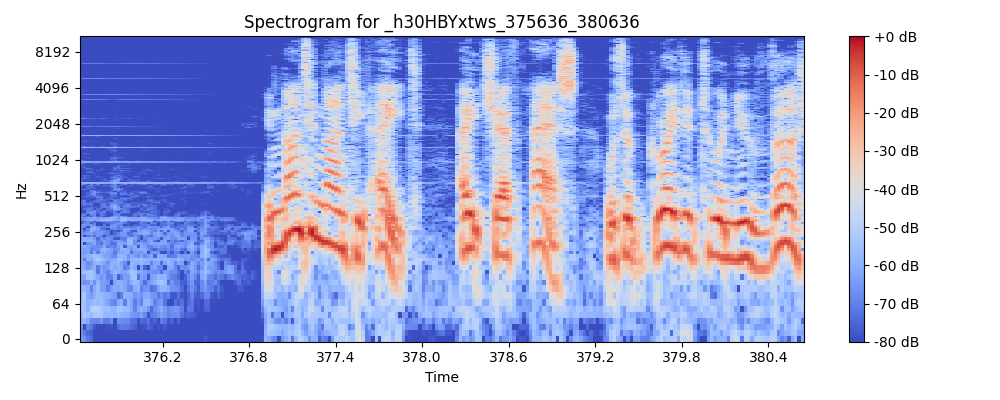 Spectrogram for _h30HBYxtws_375636_380636
Hz
8192
4096
2048
1024
512
256
128
64
0
376.2 376.8 377.4 378.0 378.6 379.2 379.8 380.4
Time
+0 dB
-10 dB
-20 dB
-30 dB
-40 dB
-50 dB
-60 dB
-70 dB
-80 dB